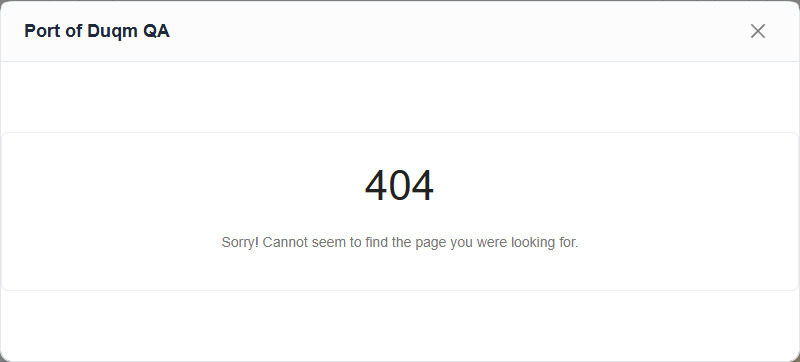 Port of Duqm QA
404
Sorry! Cannot seem to find the page you were looking for.